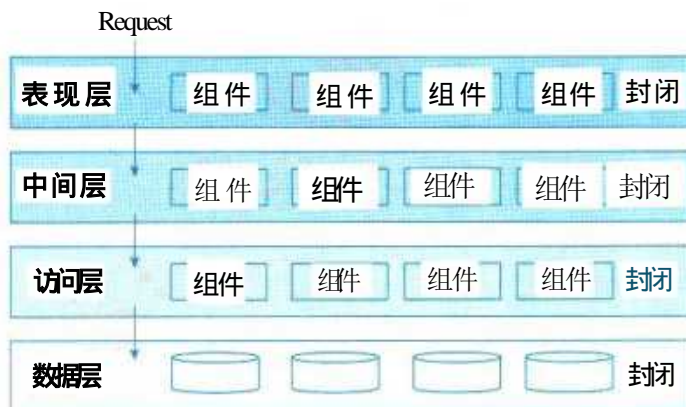 Request
表现层 组件 组件 组件 组件 封闭
中间层 组件 组件 组件 组件 封闭
访问层 组件 组件 组件 组件 封闭
数据层 封闭